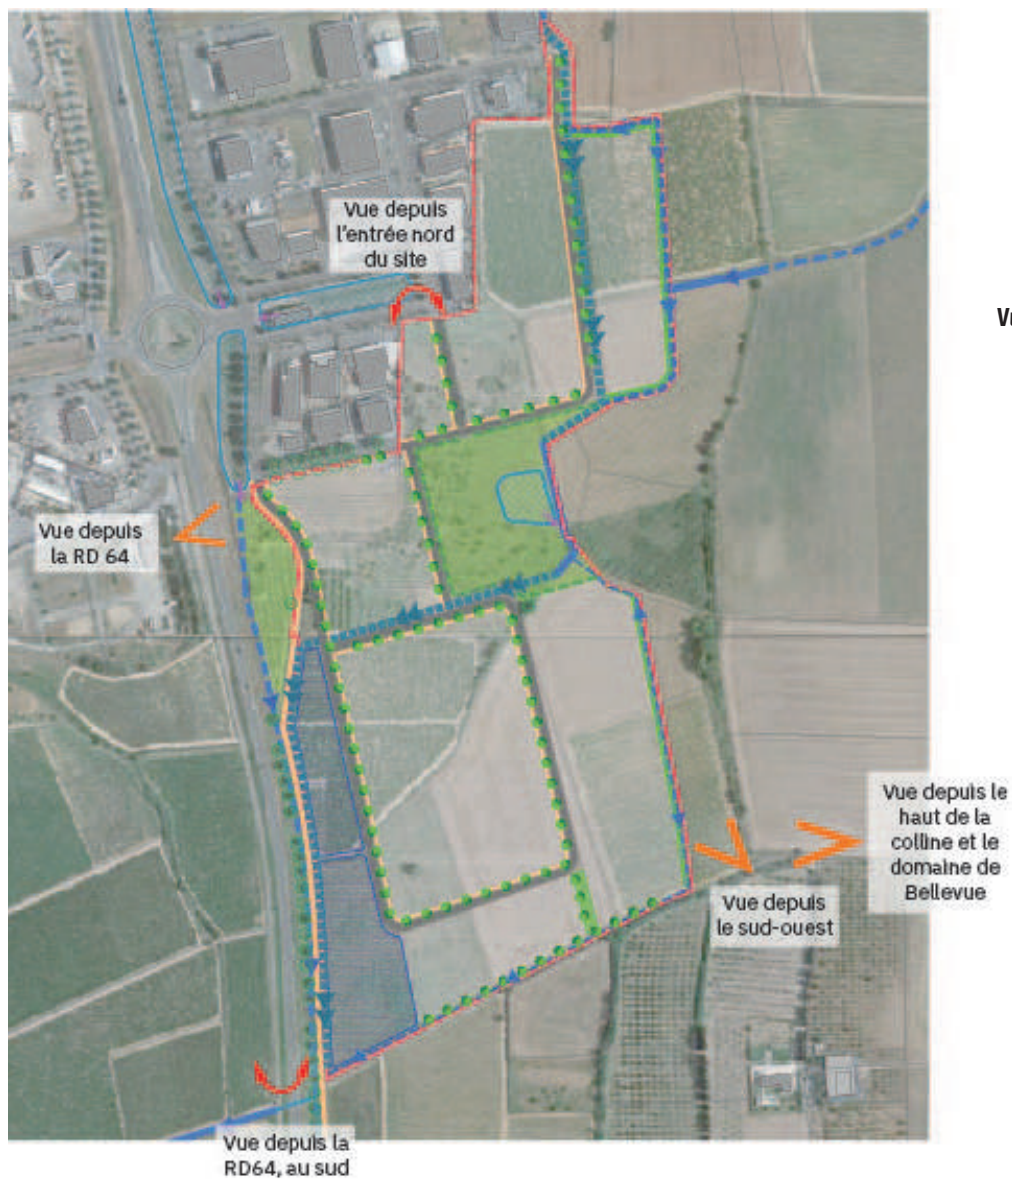 Vue depuis
l'entrée nord
du site
Vue depuis
la RD 64
Vue depuis le
haut de la
colline et le
domaine de
Bellevue
Vue depuis
le sud-ouest
Vue depuis la
RD64, au sud